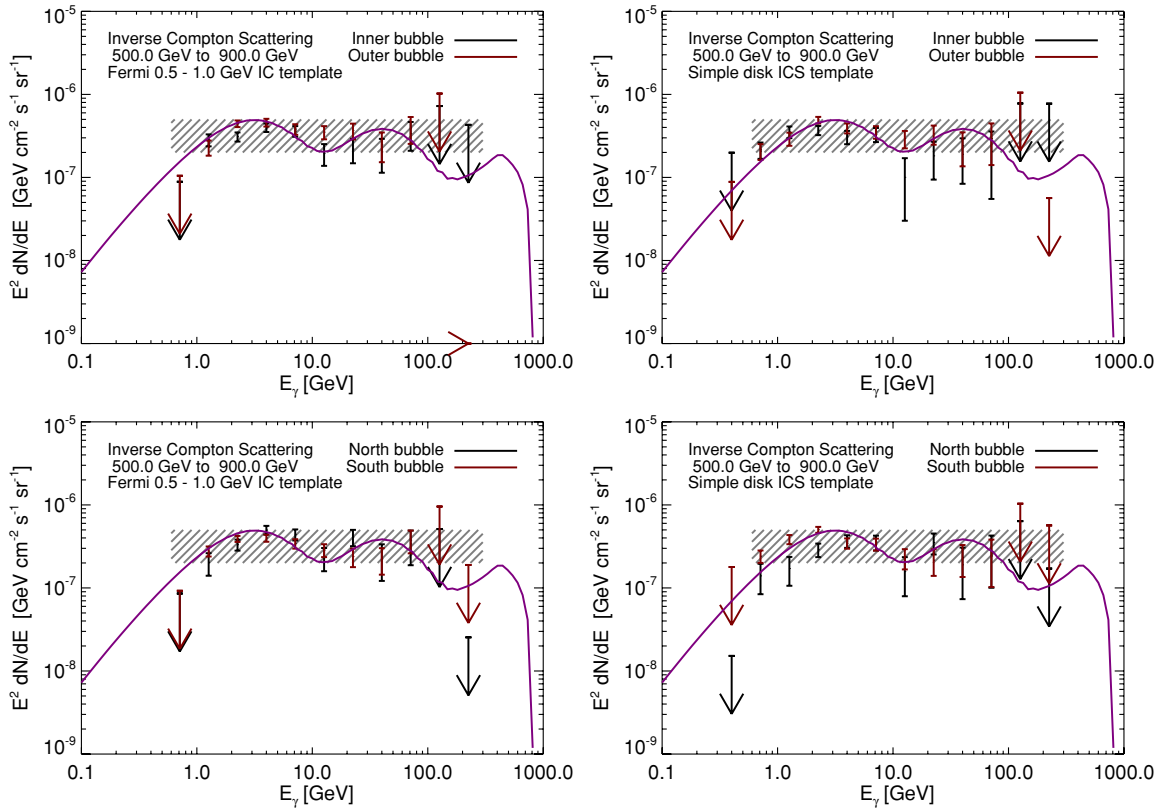 10⁻⁵
Inverse Compton Scattering
500.0 GeV to 900.0 GeV
Fermi 0.5 - 1.0 GeV IC template
Inner bubble
Outer bubble
10⁻⁶
10⁻⁷
10⁻⁸
10⁻⁹
E² dN/dE [GeV cm⁻² s⁻¹ sr⁻¹]
0.1 1.0 10.0 100.0 1000.0
E_γ [GeV]
10⁻⁵
Inverse Compton Scattering
500.0 GeV to 900.0 GeV
Simple disk ICS template
Inner bubble
Outer bubble
10⁻⁶
10⁻⁷
10⁻⁸
10⁻⁹
E² dN/dE [GeV cm⁻² s⁻¹ sr⁻¹]
0.1 1.0 10.0 100.0 1000.0
E_γ [GeV]
10⁻⁵
Inverse Compton Scattering
500.0 GeV to 900.0 GeV
Fermi 0.5 - 1.0 GeV IC template
North bubble
South bubble
10⁻⁶
10⁻⁷
10⁻⁸
10⁻⁹
E² dN/dE [GeV cm⁻² s⁻¹ sr⁻¹]
0.1 1.0 10.0 100.0 1000.0
E_γ [GeV]
10⁻⁵
Inverse Compton Scattering
500.0 GeV to 900.0 GeV
Simple disk ICS template
North bubble
South bubble
10⁻⁶
10⁻⁷
10⁻⁸
10⁻⁹
E² dN/dE [GeV cm⁻² s⁻¹ sr⁻¹]
0.1 1.0 10.0 100.0 1000.0
E_γ [GeV]